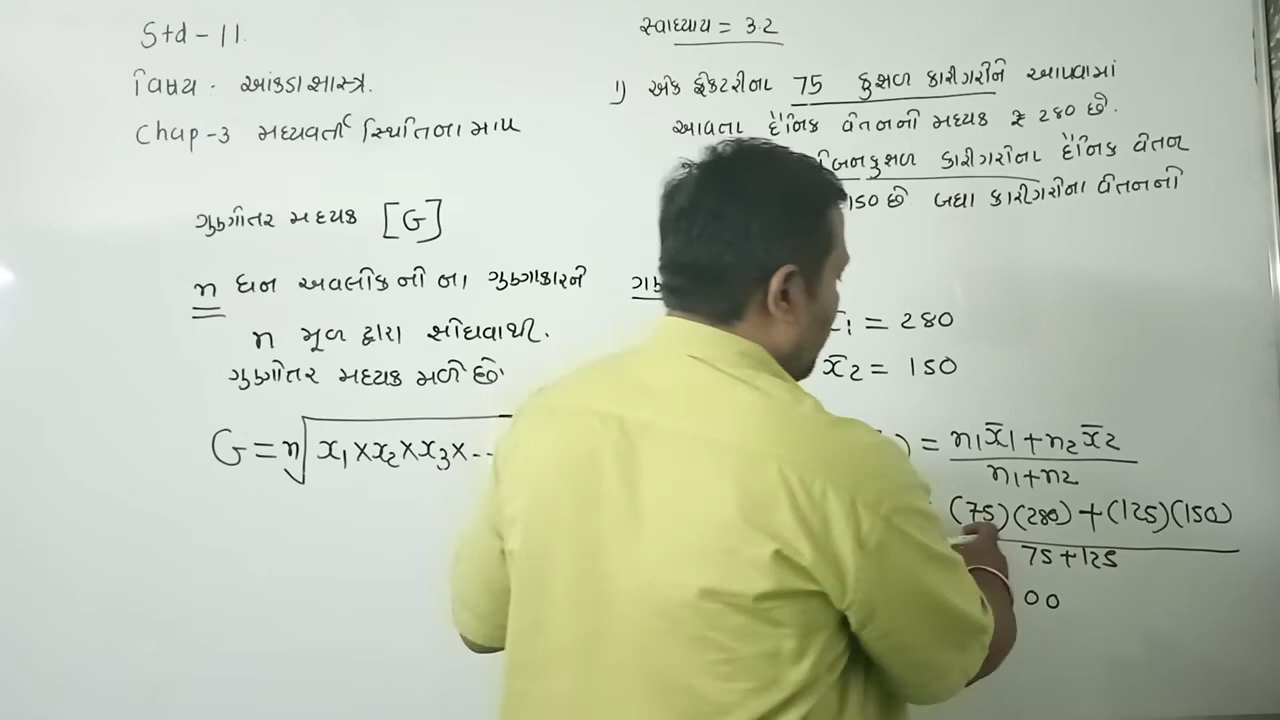 Std - 11.
વિષય - આંકડાશાસ્ત્ર.
Chap-3 મધ્યવર્તી સ્થિતિના માપ
ગુણોત્તર મધ્યક [G]
n ધન અવલોકનો ના ગુણાકારને
n મૂળ દ્વારા શોધવાથી.
ગુણોતર મધ્યક મળે છે.
G = n√x₁ × x₂ × x₃ × - -
સ્વાધ્યાય = 3.2
1) એક ફેકટરીના 75 કુશળ કારીગરોને આપવામાં
આવતા દૈનિક વેતનનો મધ્યક ₹ 280 છે.
બિનકુશળ કારીગરોના દૈનિક વેતન
150 છે બધા કારીગરોના વેતનનો
x̄₁ = 280
x̄₂ = 150
) = n₁x̄₁ + n₂x̄₂
n₁ + n₂
(75)(280) + (125)(150)
75 + 125
00